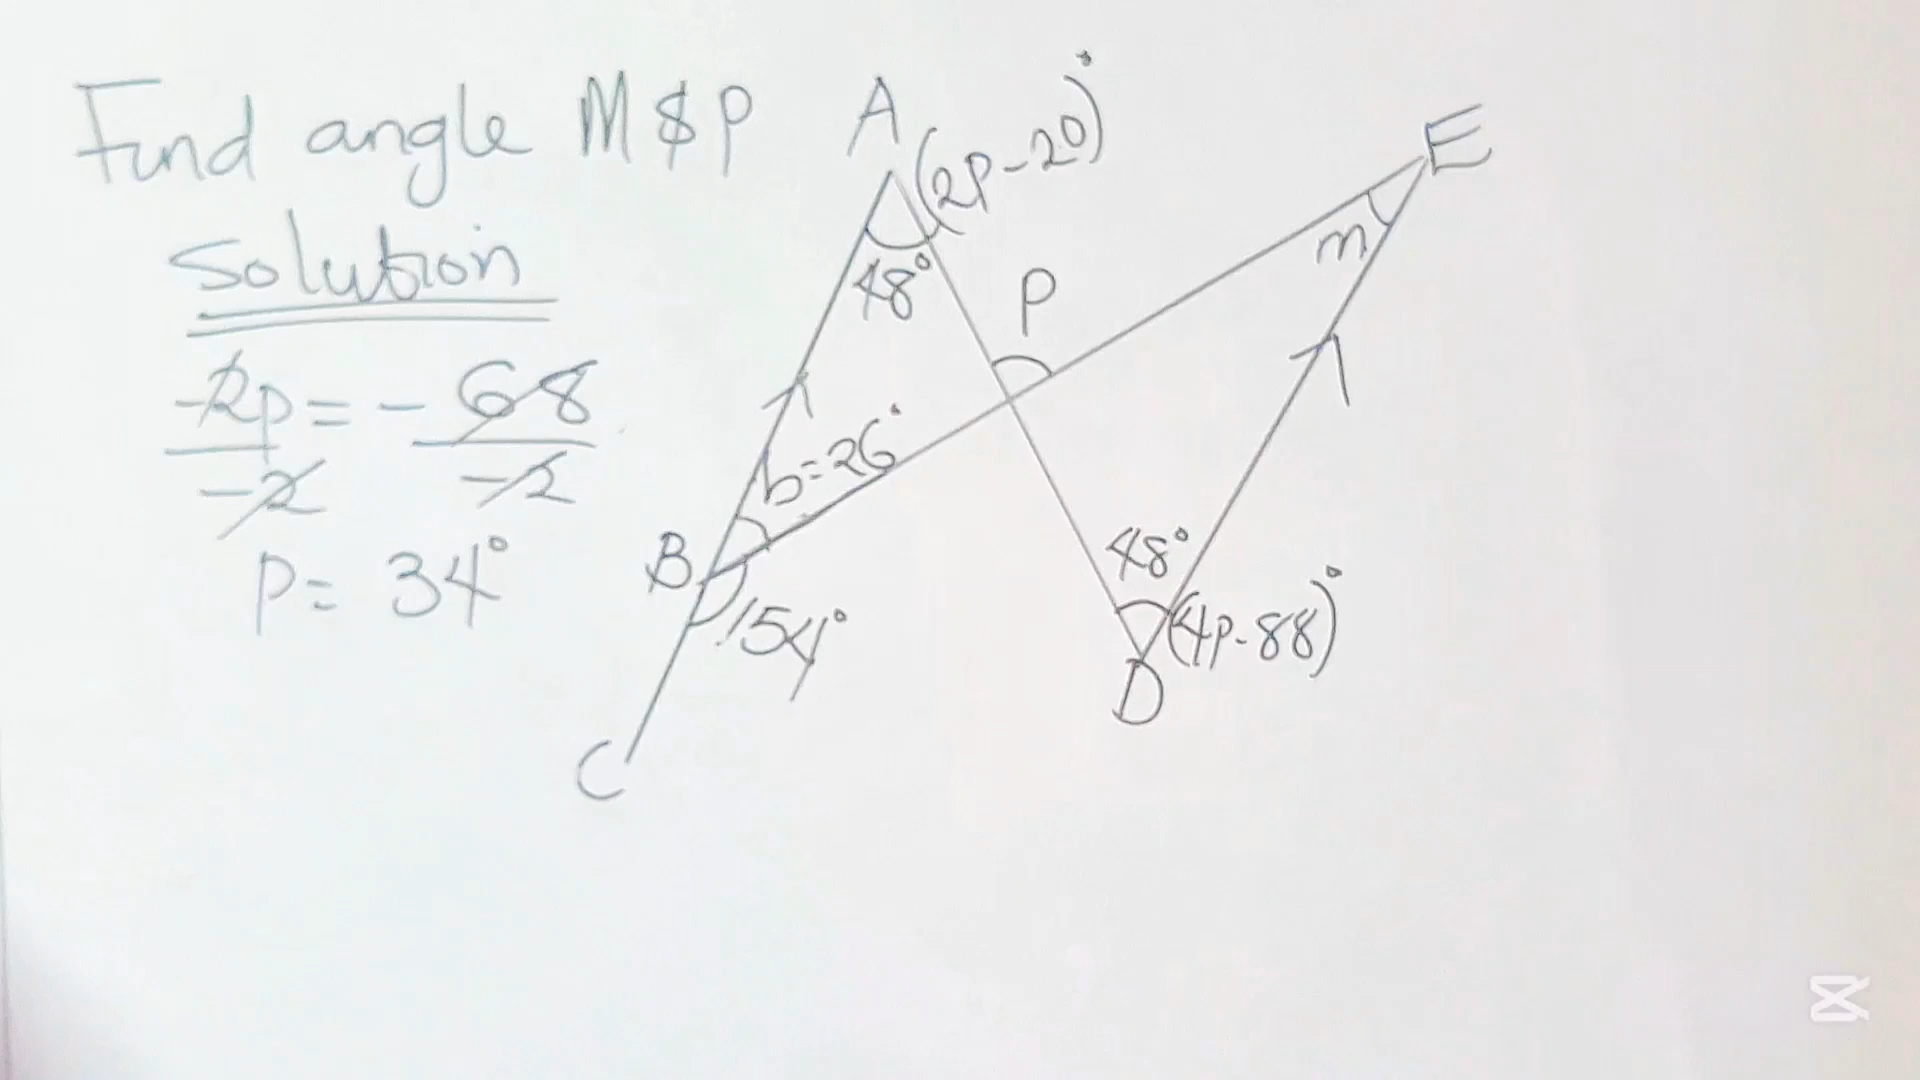 Find angle M & P
Solution
-2p = -68
-2 -2
p = 34°
A
(2p-20)°
48°
P
E
m
b=26°
B
154°
C
48°
(4p-88)°
D